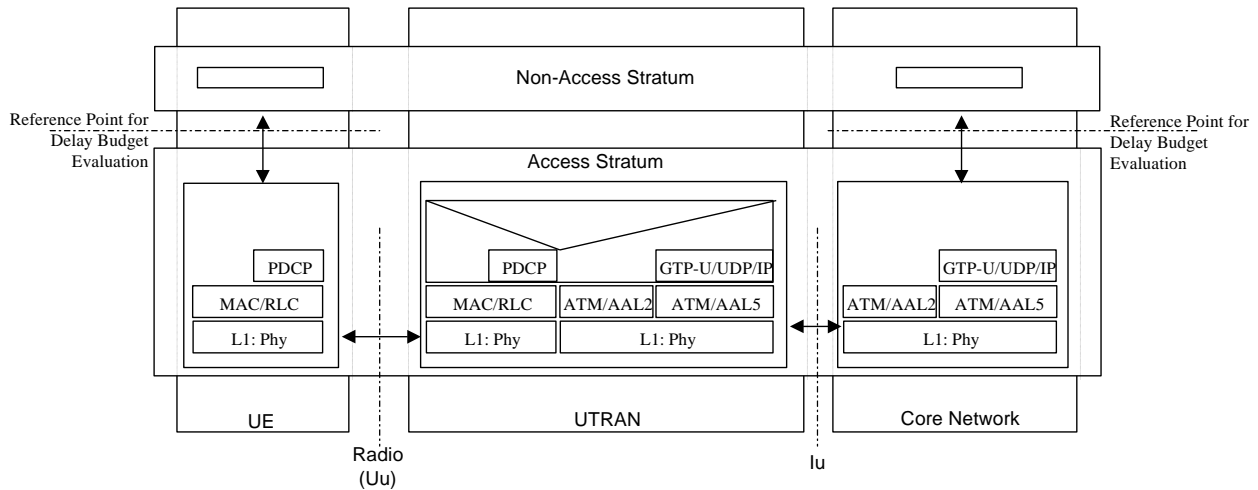 Non-Access Stratum
Reference Point for
Delay Budget
Evaluation
Reference Point for
Delay Budget
Evaluation
Access Stratum
PDCP
MAC/RLC
L1: Phy
PDCP
GTP-U/UDP/IP
MAC/RLC
ATM/AAL2
ATM/AAL5
L1: Phy
L1: Phy
GTP-U/UDP/IP
ATM/AAL2
ATM/AAL5
L1: Phy
UE
UTRAN
Core Network
Radio
(Uu)
Iu